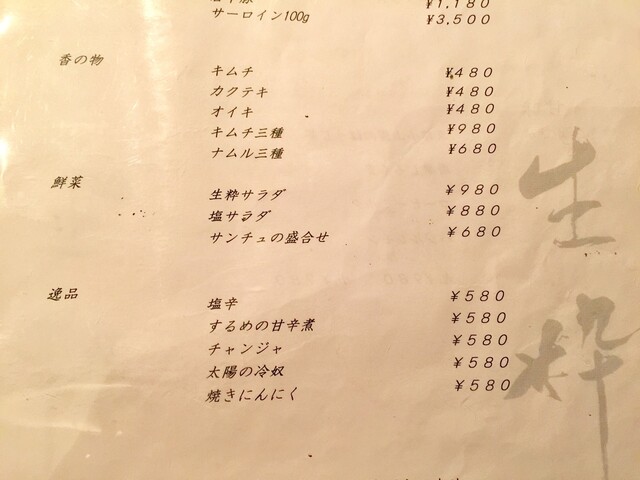 ¥1,180
サーロイン100g ¥3,500
香の物
キムチ ¥480
カクテキ ¥480
オイキ ¥480
キムチ三種 ¥980
ナムル三種 ¥680
鮮菜
生粋サラダ ¥980
塩サラダ ¥880
サンチュの盛合せ ¥680
逸品
塩辛 ¥580
するめの甘辛煮 ¥580
チャンジャ ¥580
太陽の冷奴 ¥580
焼きにんにく ¥580
生粋